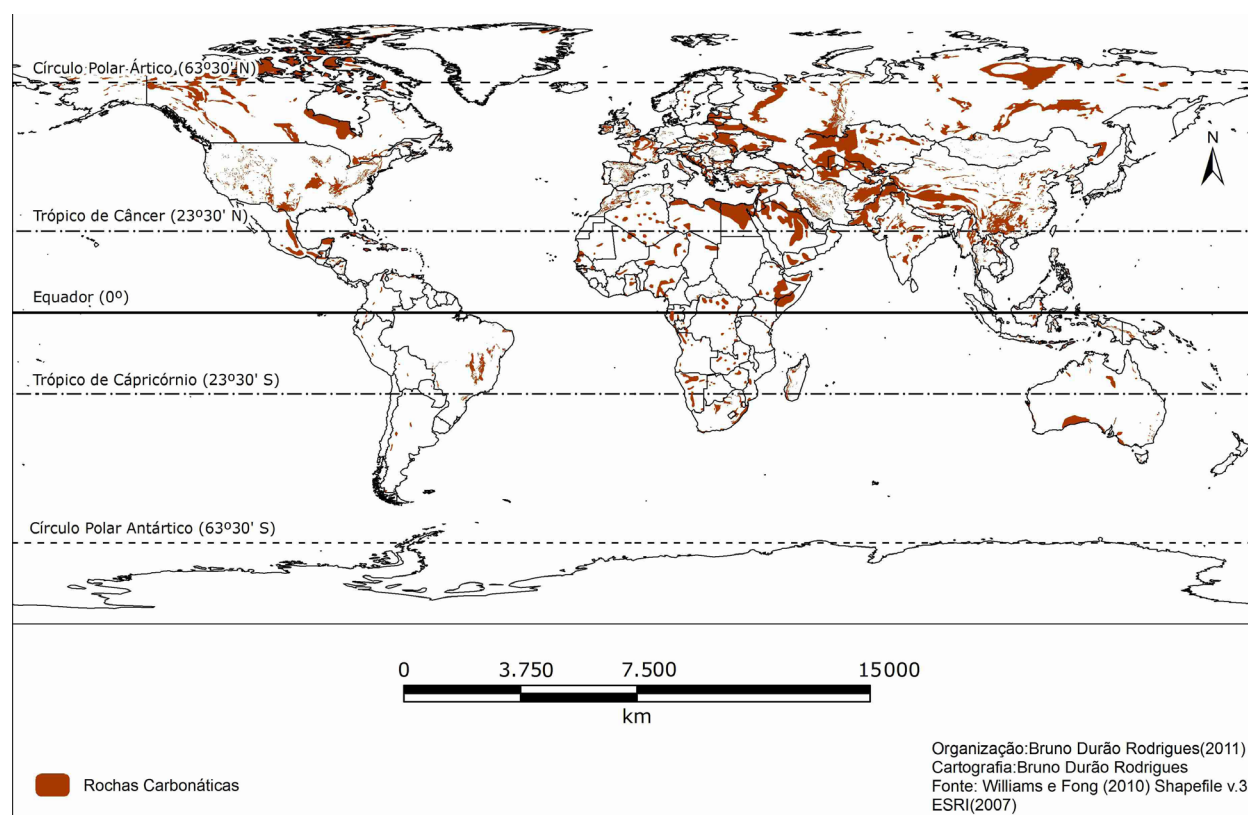 Círculo Polar Ártico (63º30' N)
N
Trópico de Câncer (23º30' N)
Equador (0º)
Trópico de Cápricórnio (23º30' S)
Círculo Polar Antártico (63º30' S)
0 3.750 7.500 15000
km
Organização:Bruno Durão Rodrigues(2011)
Cartografia:Bruno Durão Rodrigues
Fonte: Williams e Fong (2010) Shapefile v.3
ESRI(2007)
Rochas Carbonáticas